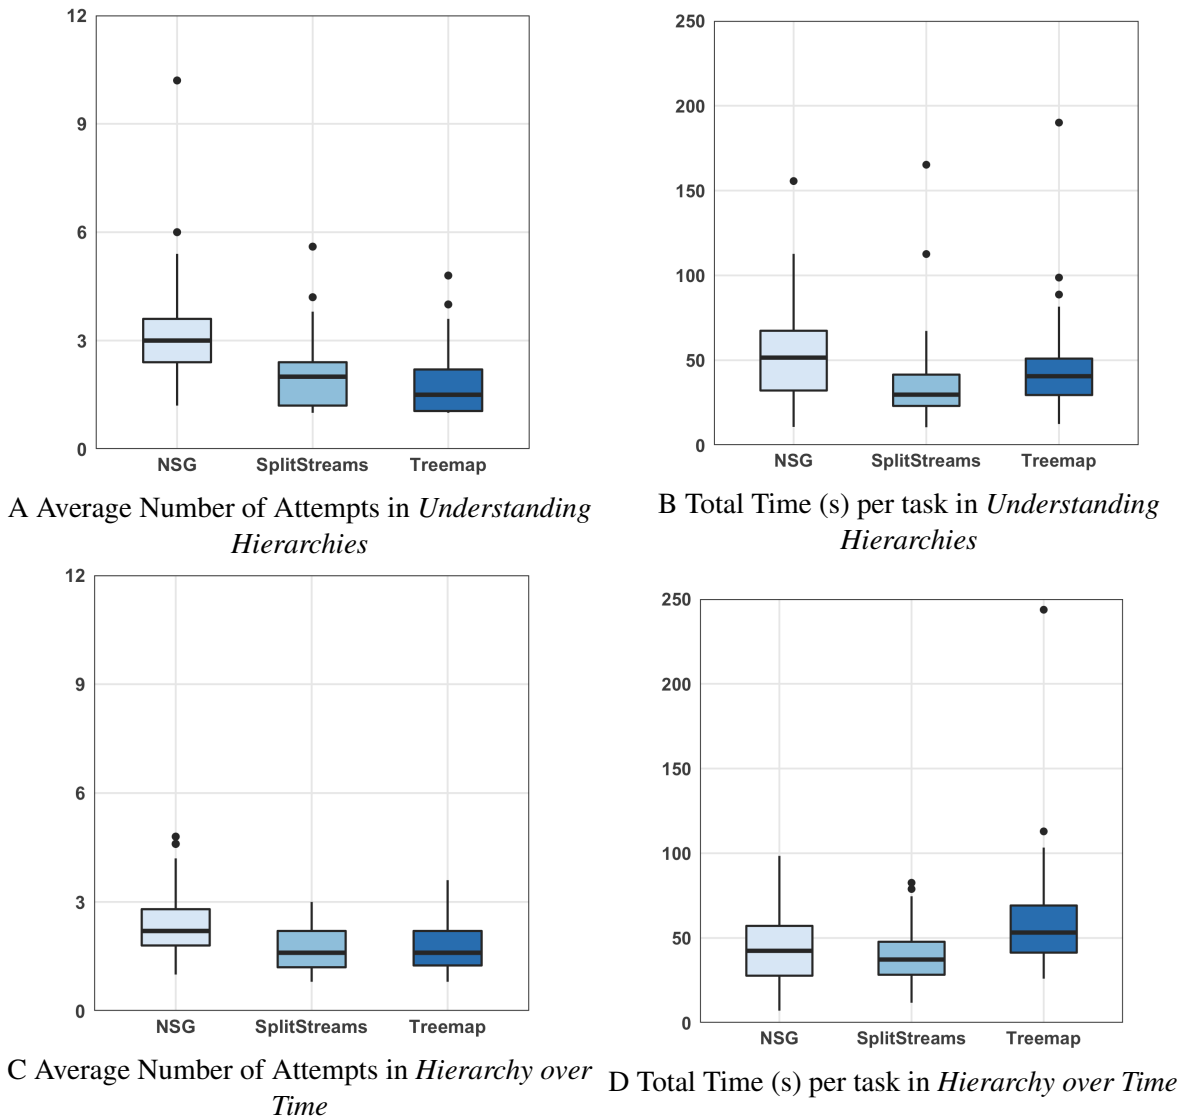 12
9
6
3
0
NSG SplitStreams Treemap
A Average Number of Attempts in Understanding
Hierarchies
250
200
150
100
50
0
NSG SplitStreams Treemap
B Total Time (s) per task in Understanding
Hierarchies
12
9
6
3
0
NSG SplitStreams Treemap
C Average Number of Attempts in Hierarchy over
Time
250
200
150
100
50
0
NSG SplitStreams Treemap
D Total Time (s) per task in Hierarchy over Time